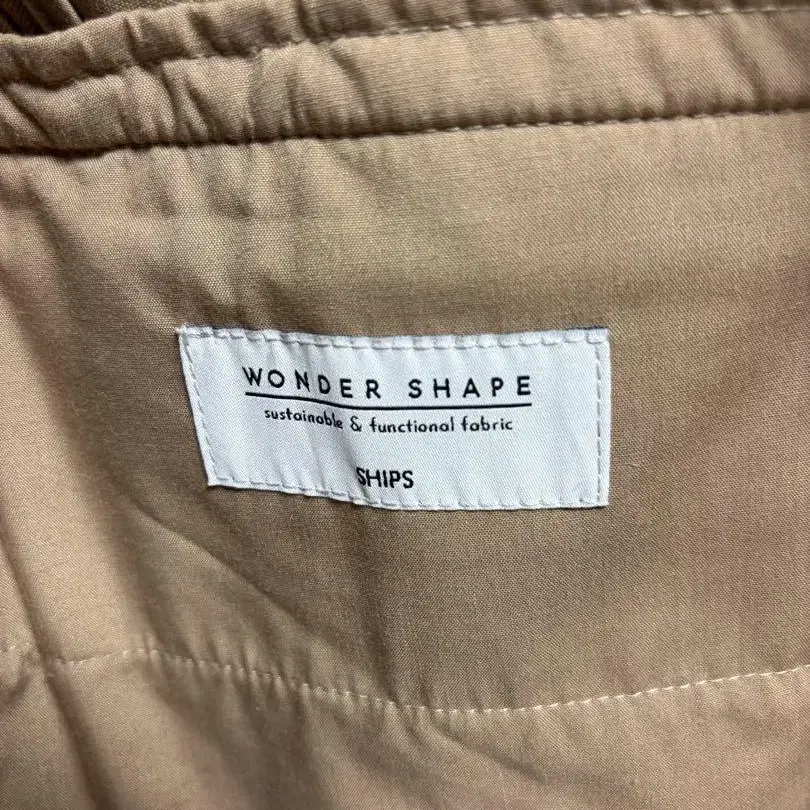 WONDER SHAPE
sustainable & functional fabric
SHIPS